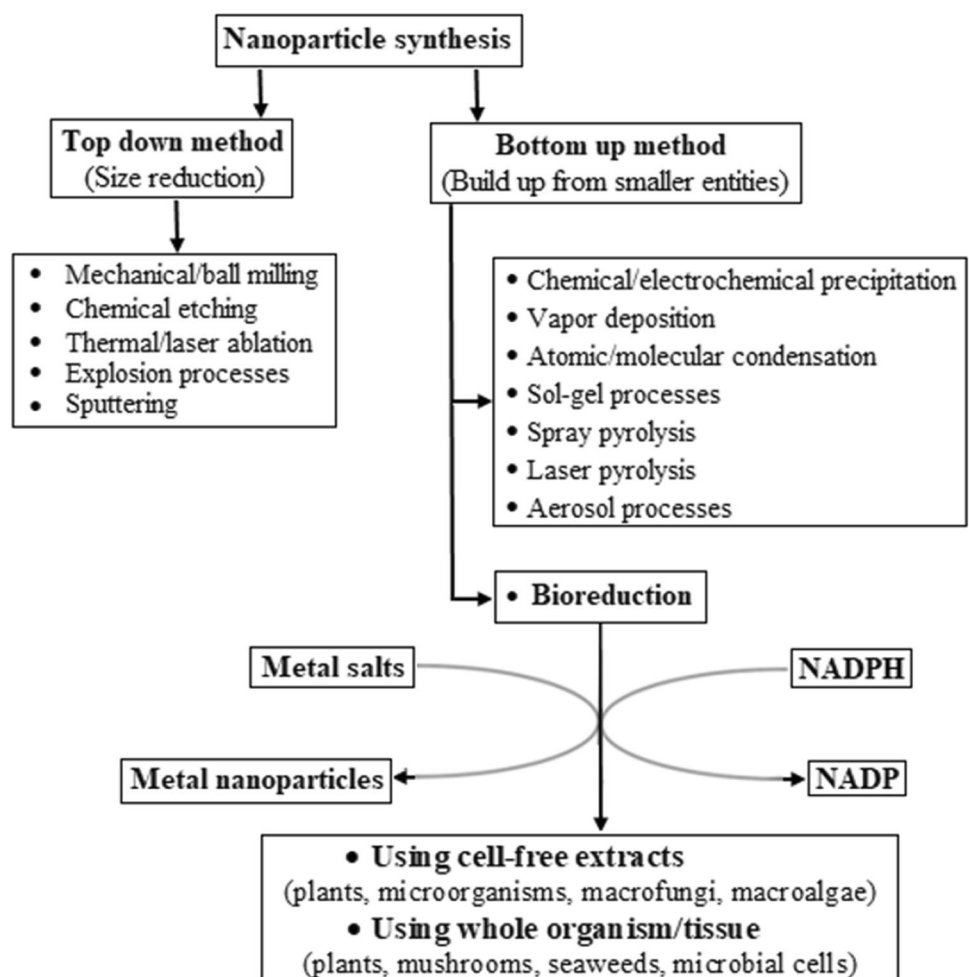 Nanoparticle synthesis
Top down method
(Size reduction)
Bottom up method
(Build up from smaller entities)
• Mechanical/ball milling
• Chemical etching
• Thermal/laser ablation
• Explosion processes
• Sputtering
• Chemical/electrochemical precipitation
• Vapor deposition
• Atomic/molecular condensation
• Sol-gel processes
• Spray pyrolysis
• Laser pyrolysis
• Aerosol processes
• Bioreduction
Metal salts
NADPH
Metal nanoparticles
NADP
• Using cell-free extracts
(plants, microorganisms, macrofungi, macroalgae)
• Using whole organism/tissue
(plants, mushrooms, seaweeds, microbial cells)